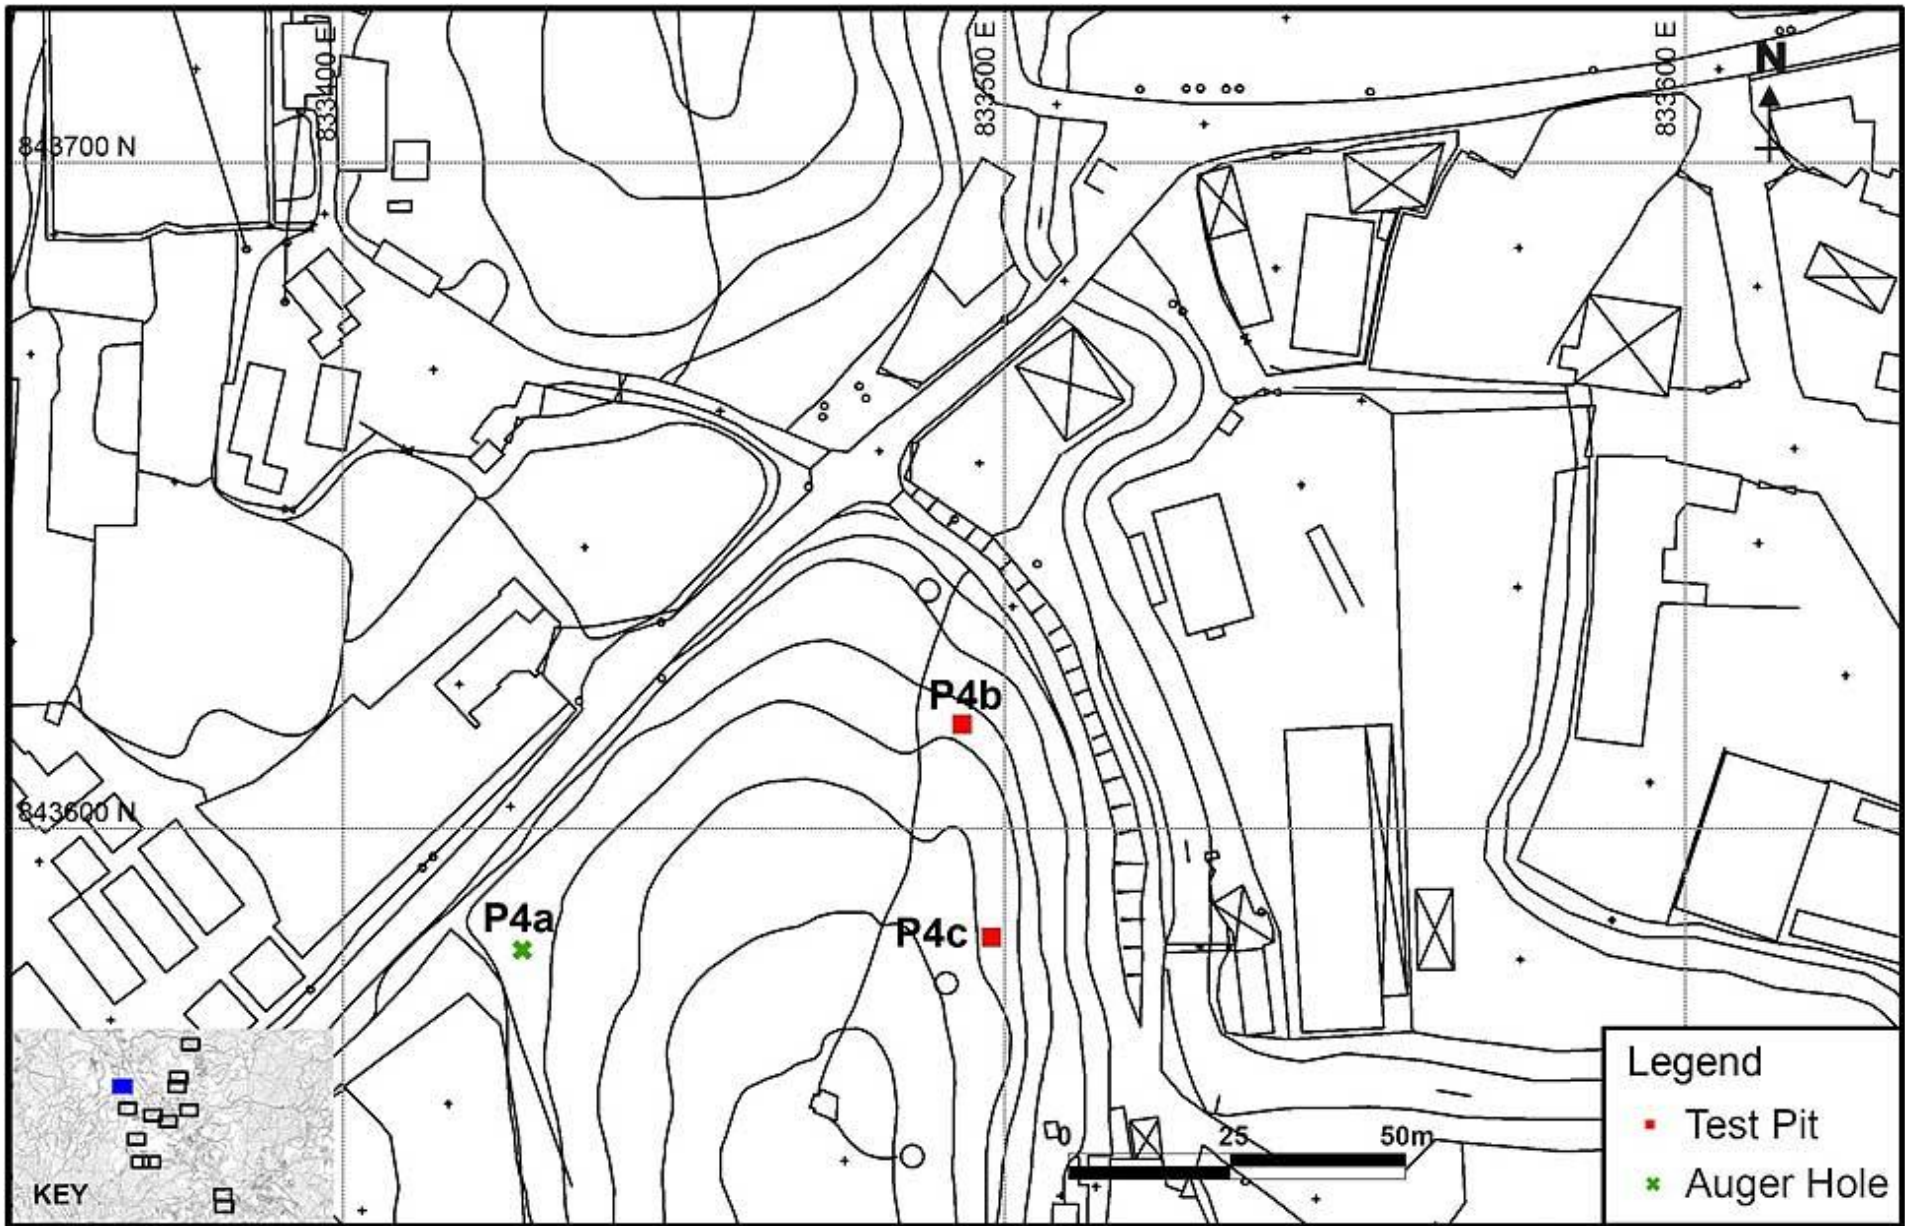 833400 E
833500 E
833600 E
N
843700 N
P4b
843600 N
P4a
P4c
Legend
Test Pit
Auger Hole
0 25 50m
KEY